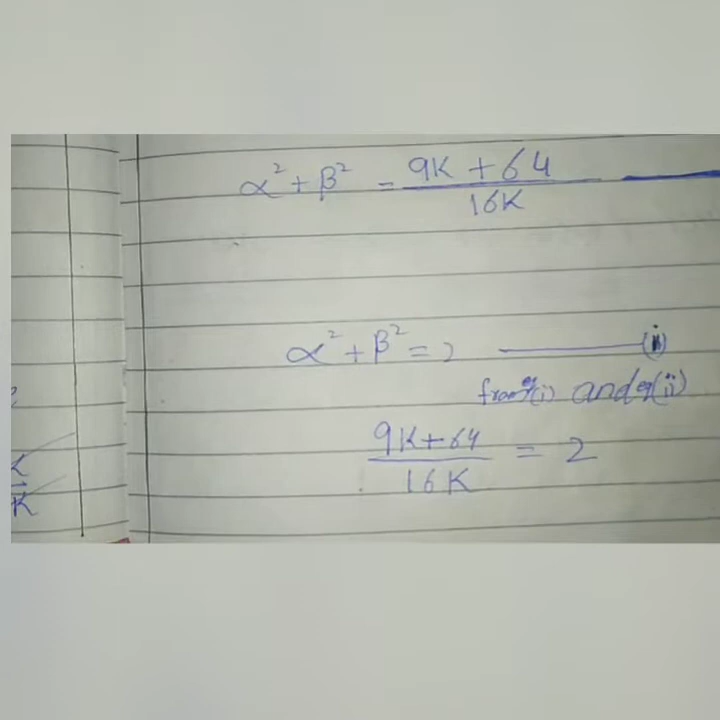 α² + β² = 9K + 64 / 16K
α² + β² = 2 (ii)
from eq (i) and eq (ii)
9K + 64 / 16K = 2
K